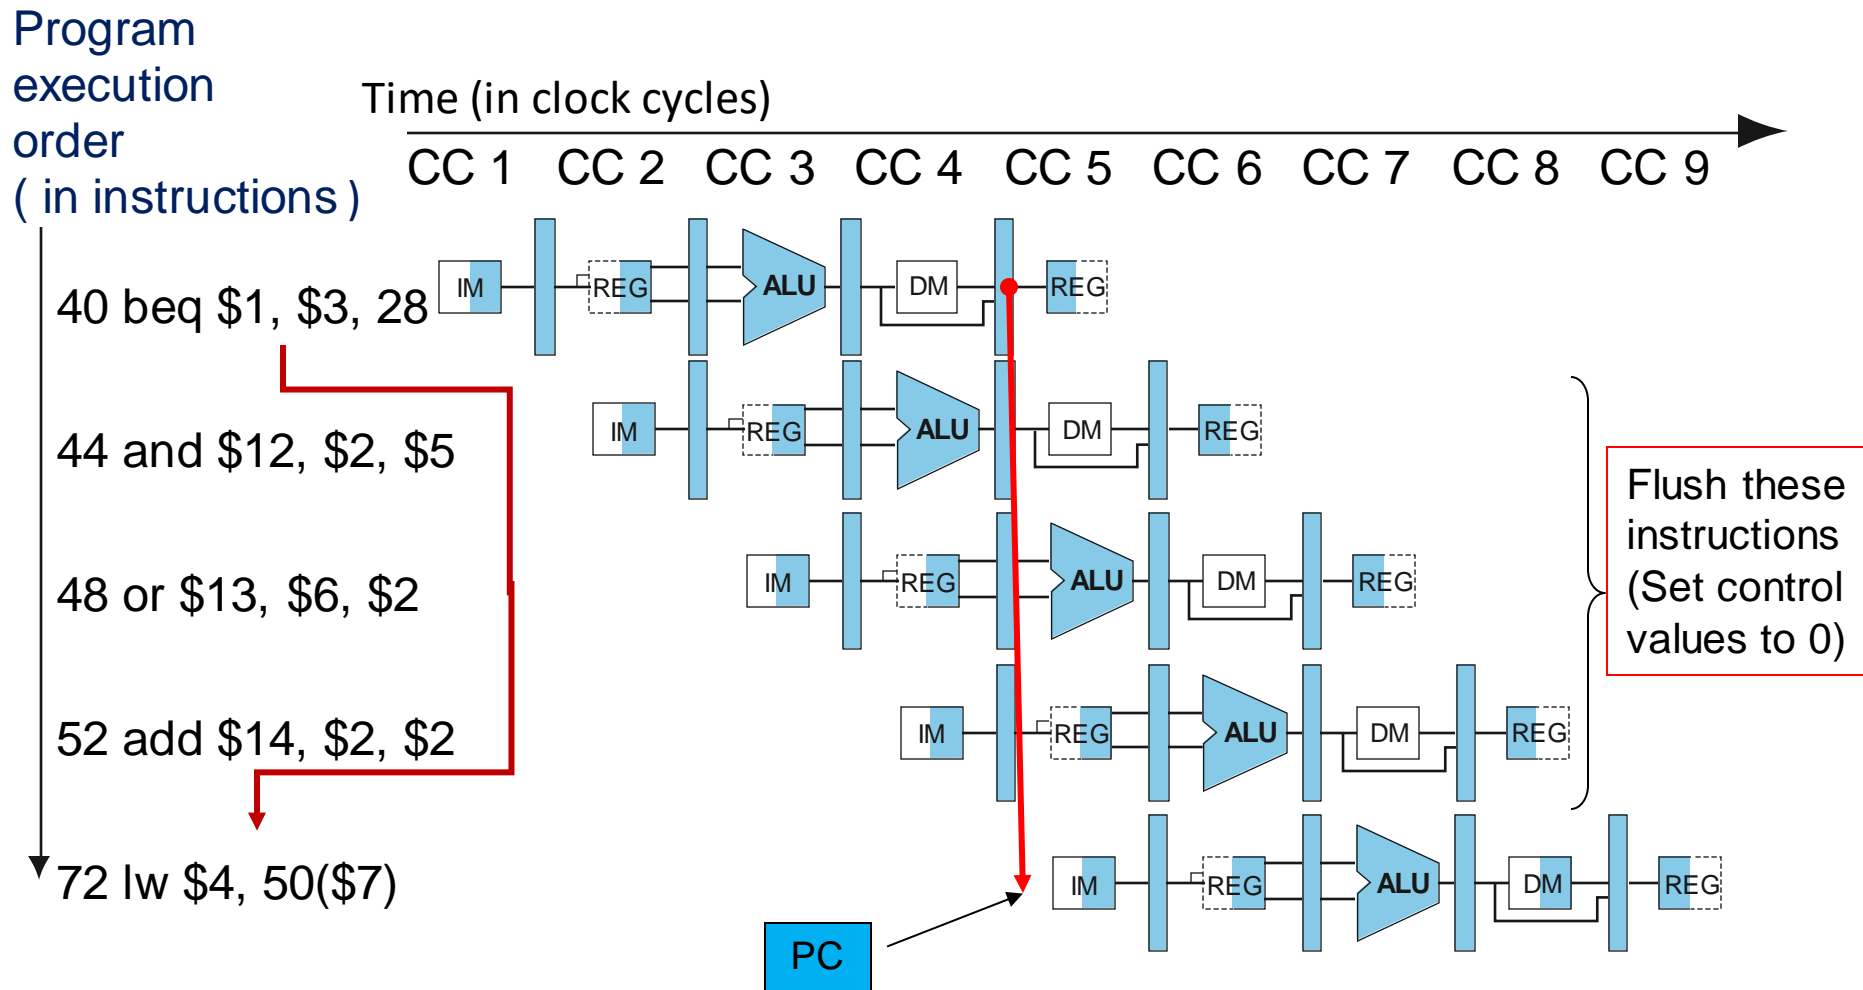 Program
execution
order
( in instructions )
Time (in clock cycles)
CC 1 CC 2 CC 3 CC 4 CC 5 CC 6 CC 7 CC 8 CC 9
40 beq $1, $3, 28
IM REG ALU DM REG
44 and $12, $2, $5
IM REG ALU DM REG
48 or $13, $6, $2
IM REG ALU DM REG
52 add $14, $2, $2
IM REG ALU DM REG
72 lw $4, 50($7)
IM REG ALU DM REG
Flush these
instructions
(Set control
values to 0)
PC